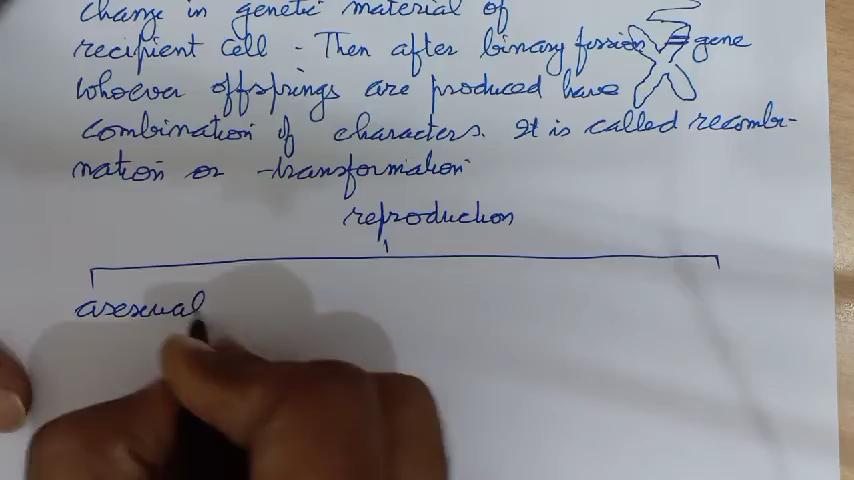 change in genetic material of
recipient cell - Then after binary fission gene
whoever offsprings are produced have
combination of characters. It is called recombi-
nation or transformation
reproduction
asexual